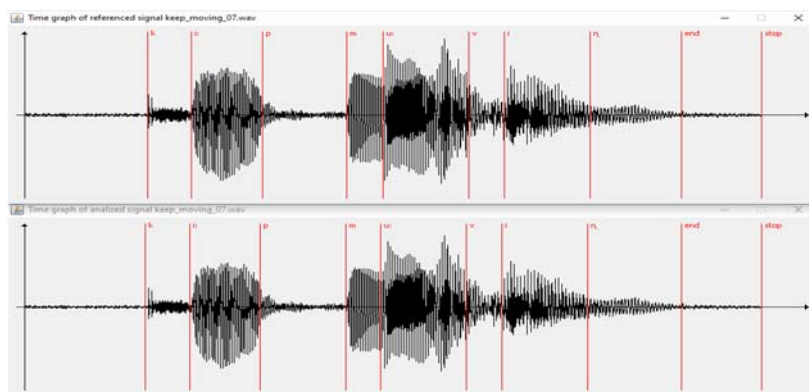 Time graph of referenced signal keep_moving_07.wav
k p m u: v i ŋ end stop
Time graph of analized signal keep_moving_07.wav
k p m u: v i ŋ end stop